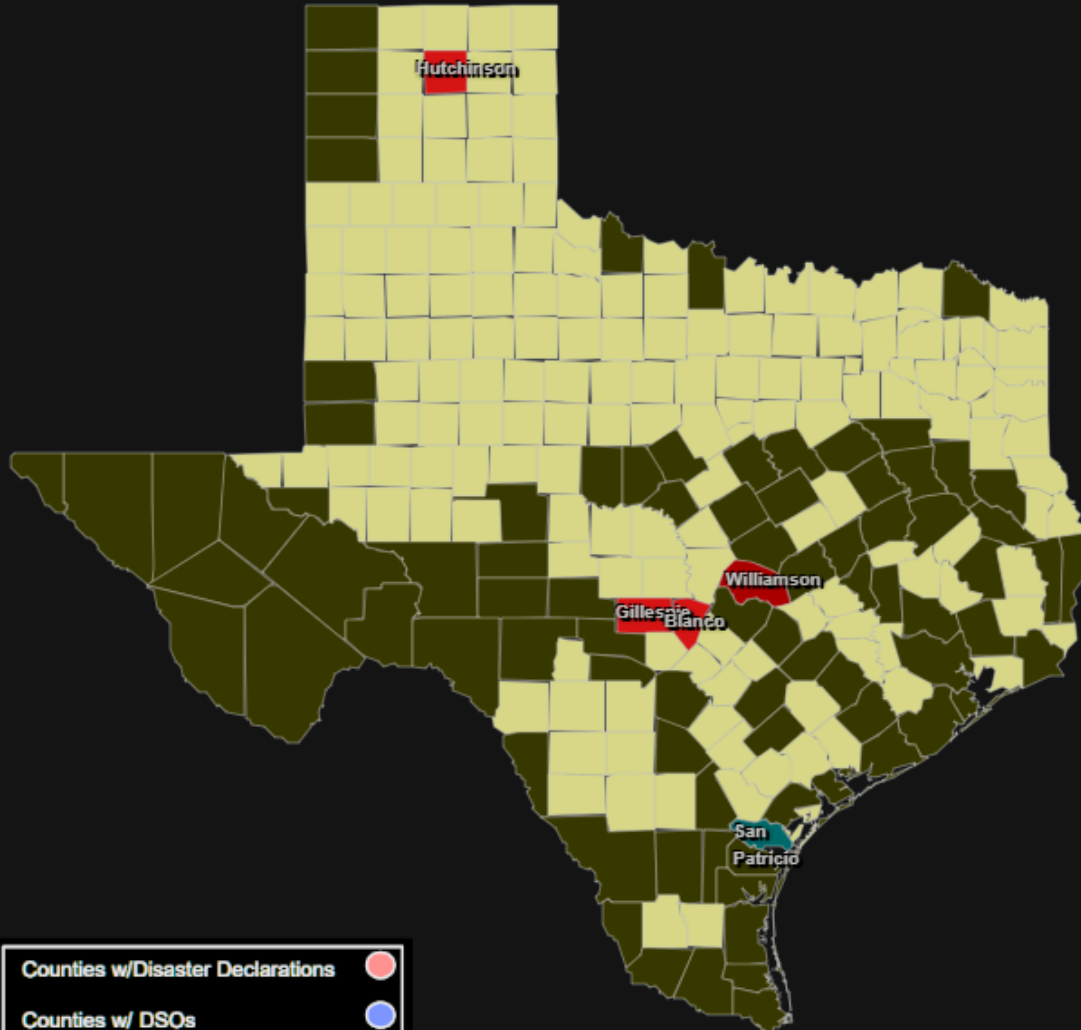 Hutchinson
Williamson
Gillespie
Blanco
San
Patricio
Counties w/Disaster Declarations
Counties w/ DSOs